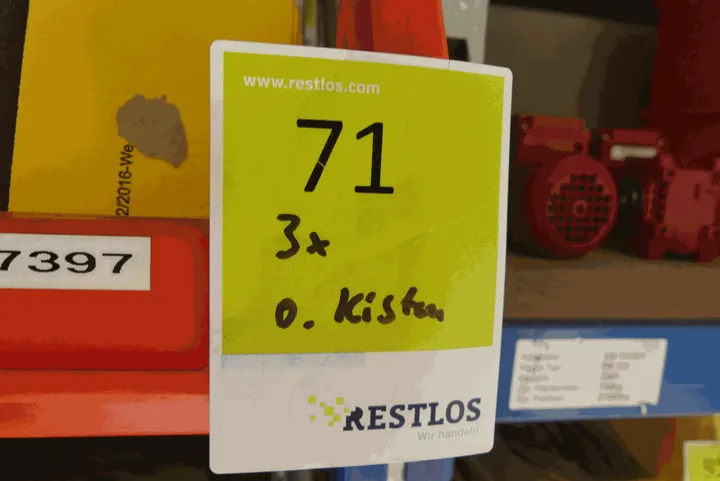 www.restlos.com
71
3x
o. Kisten
RESTLOS
Wir handeln.
2/2016-We
7397